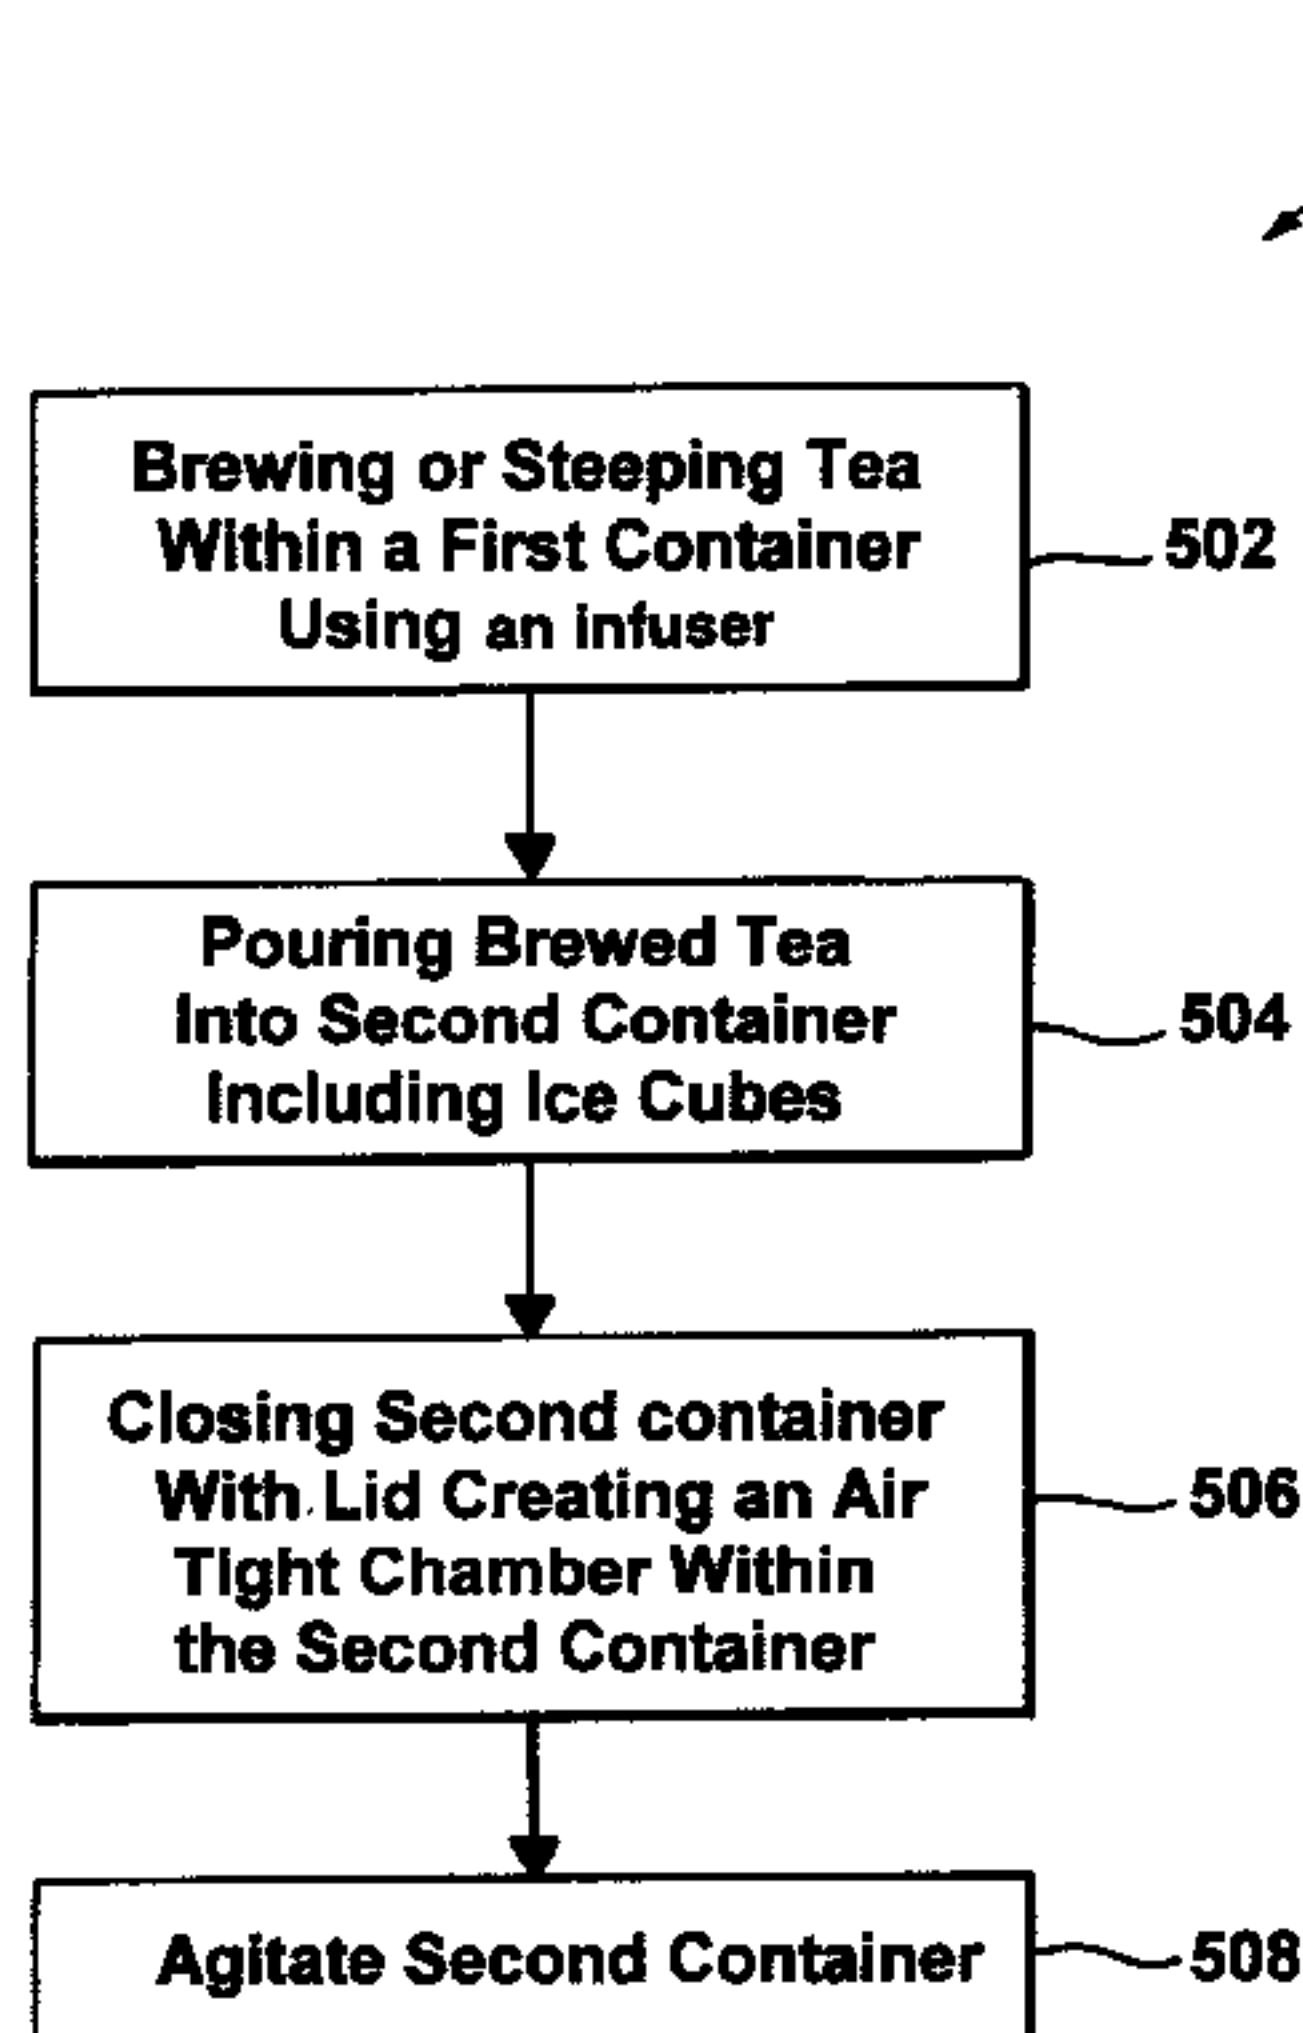 Brewing or Steeping Tea
Within a First Container
Using an infuser
502
Pouring Brewed Tea
Into Second Container
Including Ice Cubes
504
Closing Second container
With Lid Creating an Air
Tight Chamber Within
the Second Container
506
Agitate Second Container
508